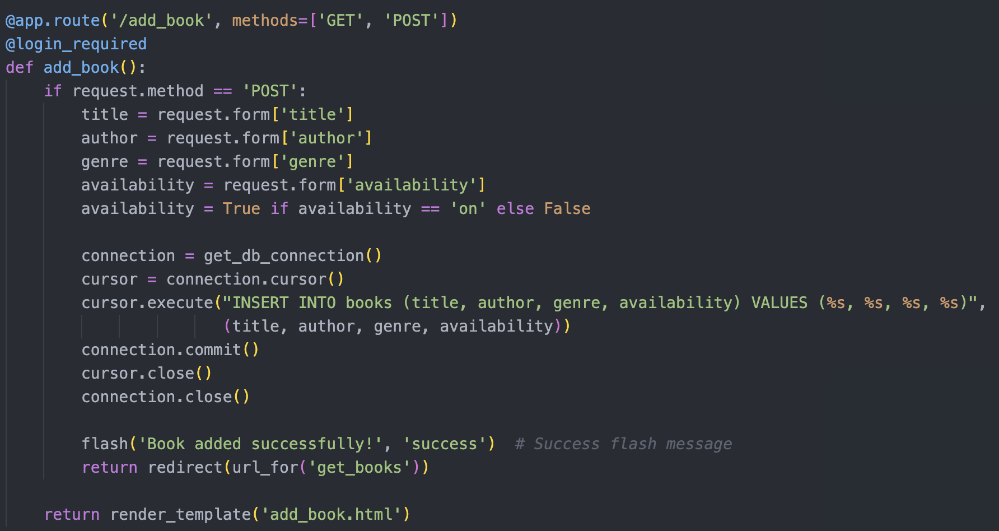 @app.route('/add_book', methods=['GET', 'POST'])
@login_required
def add_book():
    if request.method == 'POST':
        title = request.form['title']
        author = request.form['author']
        genre = request.form['genre']
        availability = request.form['availability']
        availability = True if availability == 'on' else False

        connection = get_db_connection()
        cursor = connection.cursor()
        cursor.execute("INSERT INTO books (title, author, genre, availability) VALUES (%s, %s, %s, %s)",
                       (title, author, genre, availability))
        connection.commit()
        cursor.close()
        connection.close()

        flash('Book added successfully!', 'success')  # Success flash message
        return redirect(url_for('get_books'))

    return render_template('add_book.html')